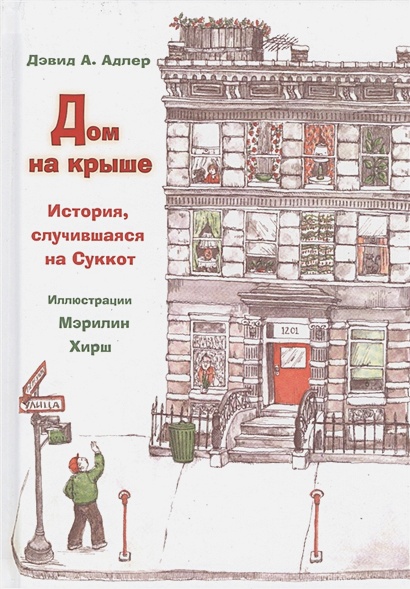 Дэвид А. Адлер
Дом
на крыше
История,
случившаяся
на Суккот
Иллюстрации
Мэрилин
Хирш
1201
УЛИЦА